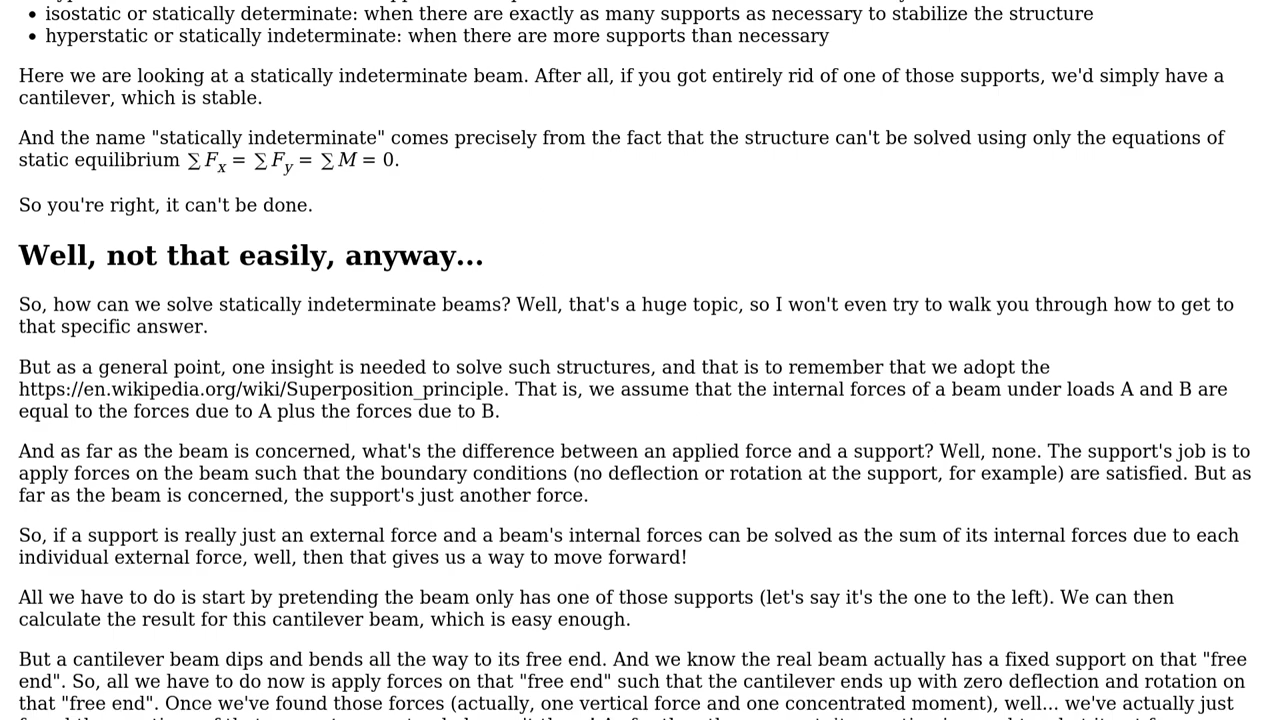 • isostatic or statically determinate: when there are exactly as many supports as necessary to stabilize the structure
• hyperstatic or statically indeterminate: when there are more supports than necessary
Here we are looking at a statically indeterminate beam. After all, if you got entirely rid of one of those supports, we'd simply have a
cantilever, which is stable.
And the name "statically indeterminate" comes precisely from the fact that the structure can't be solved using only the equations of
static equilibrium ∑ F_x = ∑ F_y = ∑ M = 0.
So you're right, it can't be done.
Well, not that easily, anyway...
So, how can we solve statically indeterminate beams? Well, that's a huge topic, so I won't even try to walk you through how to get to
that specific answer.
But as a general point, one insight is needed to solve such structures, and that is to remember that we adopt the
https://en.wikipedia.org/wiki/Superposition_principle. That is, we assume that the internal forces of a beam under loads A and B are
equal to the forces due to A plus the forces due to B.
And as far as the beam is concerned, what's the difference between an applied force and a support? Well, none. The support's job is to
apply forces on the beam such that the boundary conditions (no deflection or rotation at the support, for example) are satisfied. But as
far as the beam is concerned, the support's just another force.
So, if a support is really just an external force and a beam's internal forces can be solved as the sum of its internal forces due to each
individual external force, well, then that gives us a way to move forward!
All we have to do is start by pretending the beam only has one of those supports (let's say it's the one to the left). We can then
calculate the result for this cantilever beam, which is easy enough.
But a cantilever beam dips and bends all the way to its free end. And we know the real beam actually has a fixed support on that "free
end". So, all we have to do now is apply forces on that "free end" such that the cantilever ends up with zero deflection and rotation on
that "free end". Once we've found those forces (actually, one vertical force and one concentrated moment), well... we've actually just